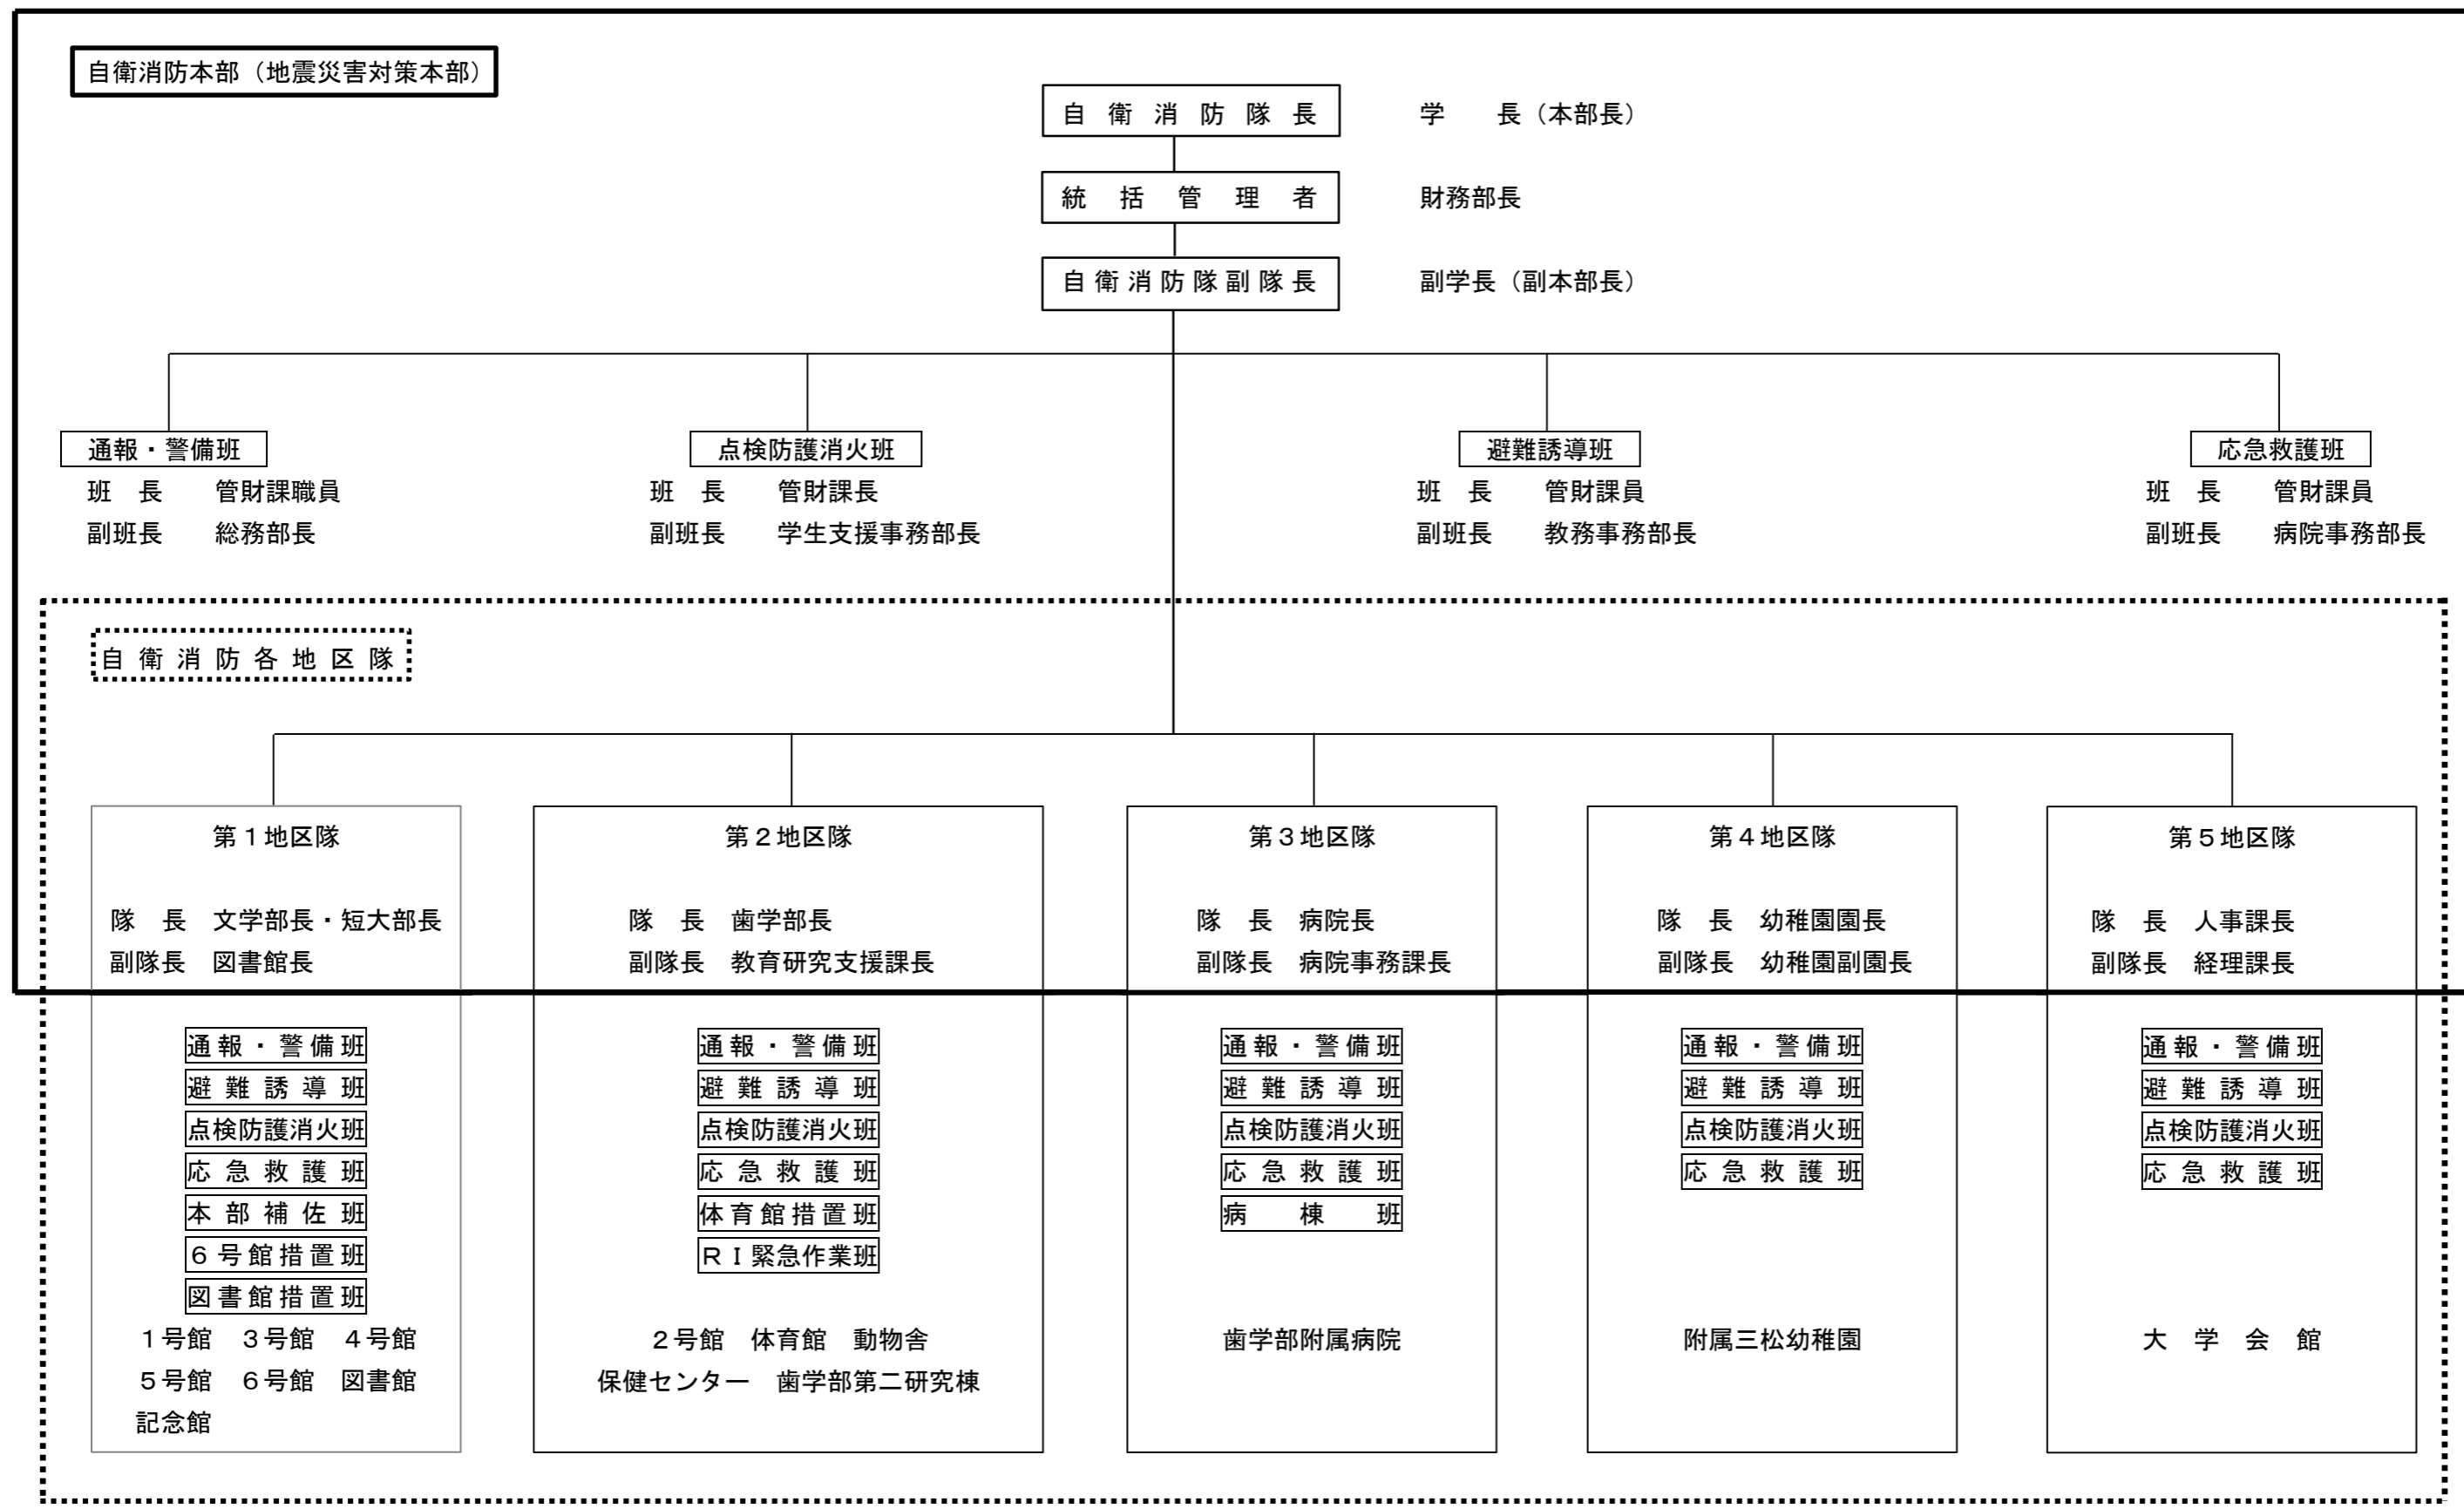 自衛消防本部（地震災害対策本部）
自衛消防隊長　学　　長（本部長）
統括管理者　財務部長
自衛消防隊副隊長　副学長（副本部長）
通報・警備班　点検防護消火班　避難誘導班　応急救護班
班　長　管財課職員　班　長　管財課長　班　長　管財課員　班　長　管財課員
副班長　総務部長　副班長　学生支援事務部長　副班長　教務事務部長　副班長　病院事務部長
自衛消防各地区隊
第１地区隊
隊　長　文学部長・短大部長
副隊長　図書館長
通報・警備班
避難誘導班
点検防護消火班
応急救護班
本部補佐班
６号館措置班
図書館措置班
１号館　３号館　４号館
５号館　６号館　図書館
記念館
第２地区隊
隊　長　歯学部長
副隊長　教育研究支援課長
通報・警備班
避難誘導班
点検防護消火班
応急救護班
体育館措置班
ＲＩ緊急作業班
２号館　体育館　動物舎
保健センター　歯学部第二研究棟
第３地区隊
隊　長　病院長
副隊長　病院事務課長
通報・警備班
避難誘導班
点検防護消火班
応急救護班
病棟班
歯学部附属病院
第４地区隊
隊　長　幼稚園園長
副隊長　幼稚園副園長
通報・警備班
避難誘導班
点検防護消火班
応急救護班
附属三松幼稚園
第５地区隊
隊　長　人事課長
副隊長　経理課長
通報・警備班
避難誘導班
点検防護消火班
応急救護班
大学会館